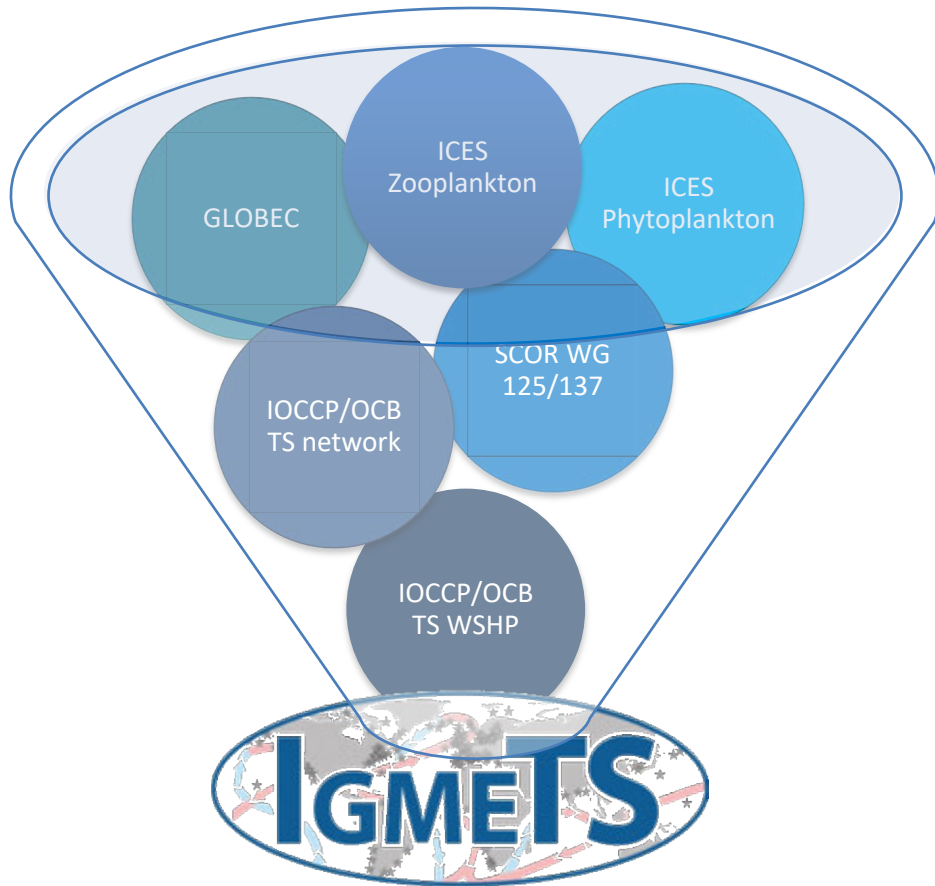 ICES
Zooplankton
ICES
Phytoplankton
GLOBEC
SCOR WG
125/137
IOCCP/OCB
TS network
IOCCP/OCB
TS WSHP
IGMETS